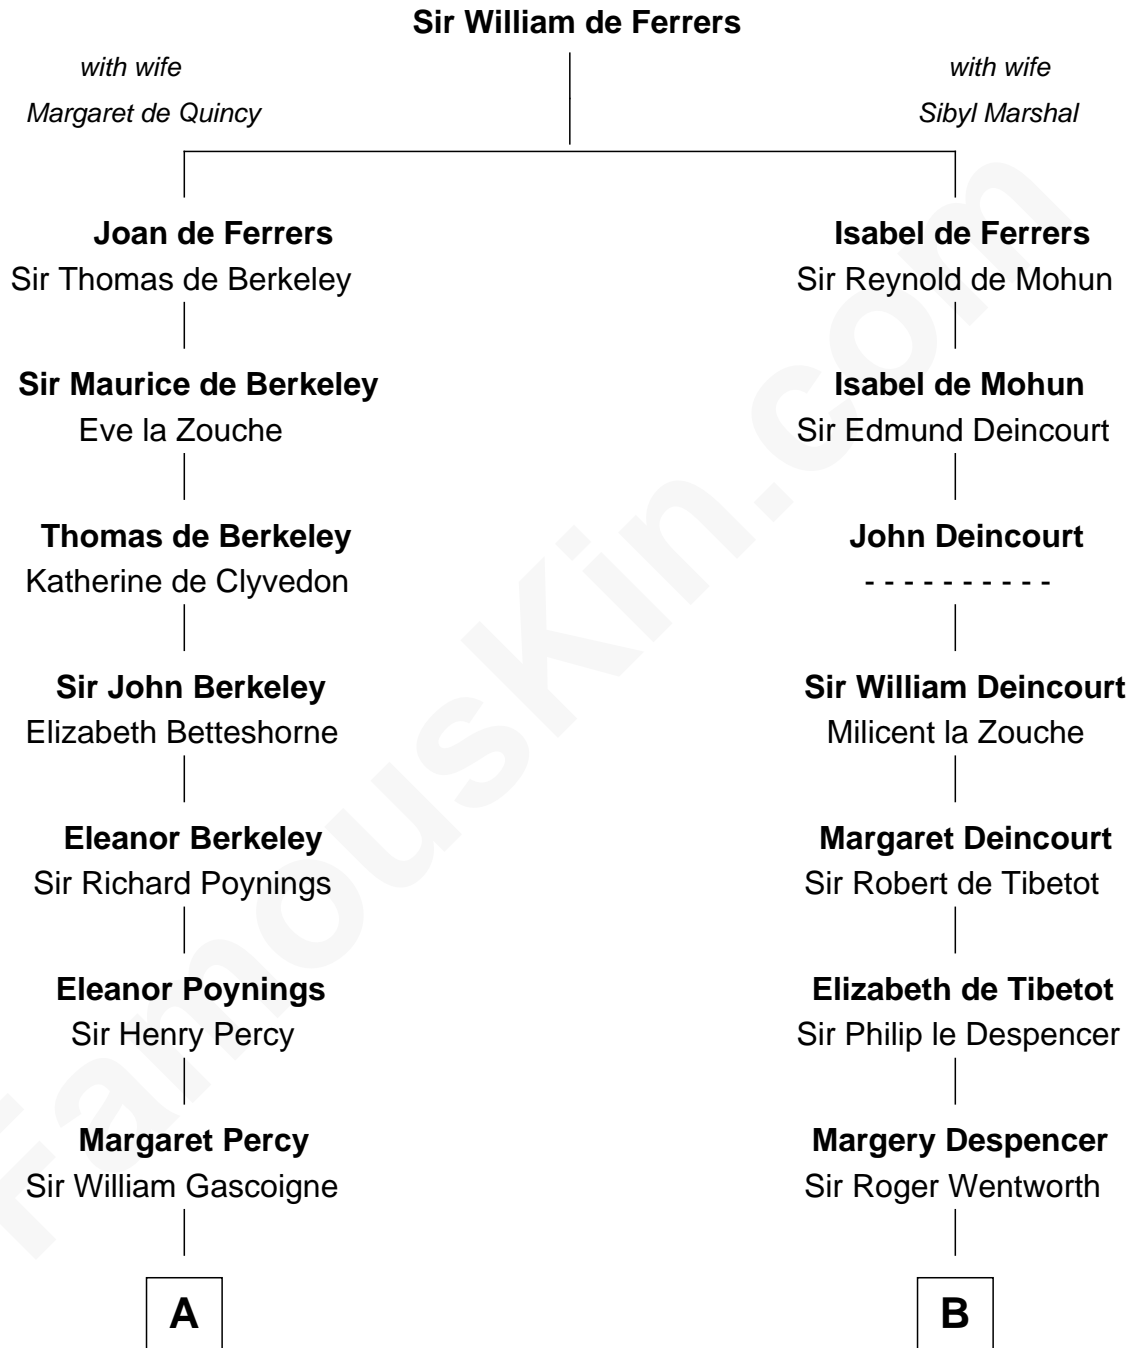 Sir William de Ferrers
with wife
Margaret de Quincy
with wife
Sibyl Marshal
Joan de Ferrers
Sir Thomas de Berkeley
Isabel de Ferrers
Sir Reynold de Mohun
Sir Maurice de Berkeley
Eve la Zouche
Isabel de Mohun
Sir Edmund Deincourt
Thomas de Berkeley
Katherine de Clyvedon
John Deincourt
- - - - - - - - - -
Sir John Berkeley
Elizabeth Betteshorne
Sir William Deincourt
Milicent la Zouche
Eleanor Berkeley
Sir Richard Poynings
Margaret Deincourt
Sir Robert de Tibetot
Eleanor Poynings
Sir Henry Percy
Elizabeth de Tibetot
Sir Philip le Despencer
Margaret Percy
Sir William Gascoigne
Margery Despencer
Sir Roger Wentworth
A
B
FamousKin.com